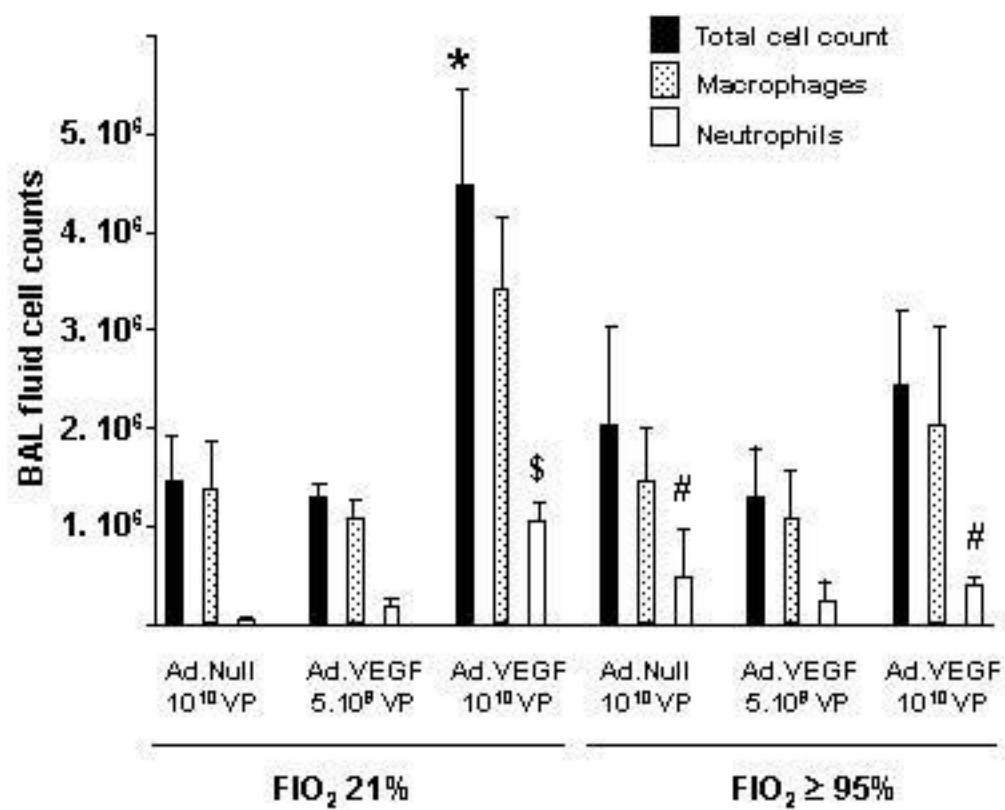 Total cell count
Macrophages
Neutrophils
BAL fluid cell counts
5. 10⁶
4. 10⁶
3. 10⁶
2. 10⁶
1. 10⁶
*
$
#
#
Ad.Null Ad.VEGF Ad.VEGF Ad.Null Ad.VEGF Ad.VEGF
10¹⁰ VP 5.10⁹ VP 10¹⁰ VP 10¹⁰ VP 5.10⁹ VP 10¹⁰ VP
FIO₂ 21% FIO₂ ≥ 95%